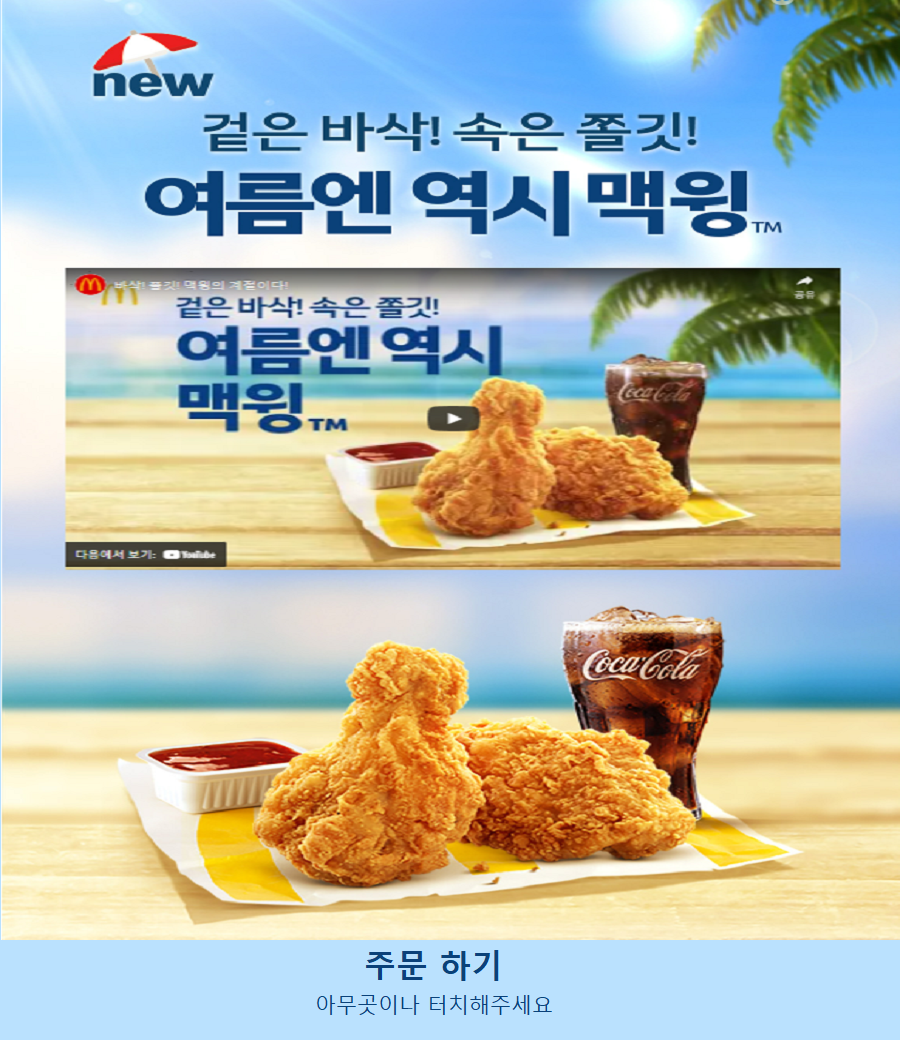 new
겉은 바삭! 속은 쫄깃!
여름엔 역시 맥윙™
바삭! 쫄깃! 맥윙의 계절이다!
공유
겉은 바삭! 속은 쫄깃!
여름엔 역시
맥윙™
Coca-Cola
다음에서 보기: YouTube
Coca-Cola
주문 하기
아무곳이나 터치해주세요